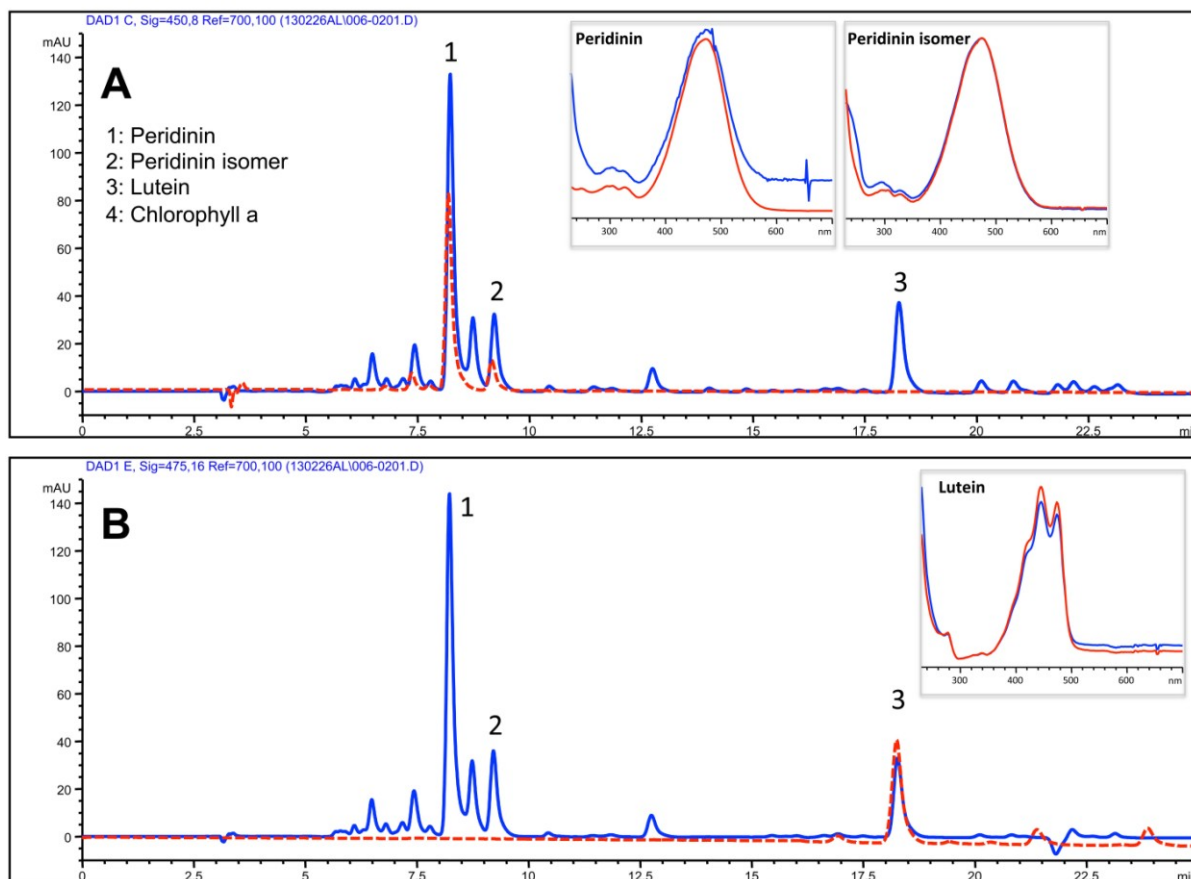 DAD1 C, Sig=450,8 Ref=700,100 (130226AL\006-0201.D)
mAU
140
120
100
80
60
40
20
0
A
1: Peridinin
2: Peridinin isomer
3: Lutein
4: Chlorophyll a
1
2
3
Peridinin
300 400 500 600 nm
Peridinin isomer
300 400 500 600 nm
0 2.5 5 7.5 10 12.5 15 17.5 20 22.5
DAD1 E, Sig=475,16 Ref=700,100 (130226AL\006-0201.D)
mAU
140
120
100
80
60
40
20
0
B
1
2
3
Lutein
300 400 500 600 nm
0 2.5 5 7.5 10 12.5 15 17.5 20 22.5